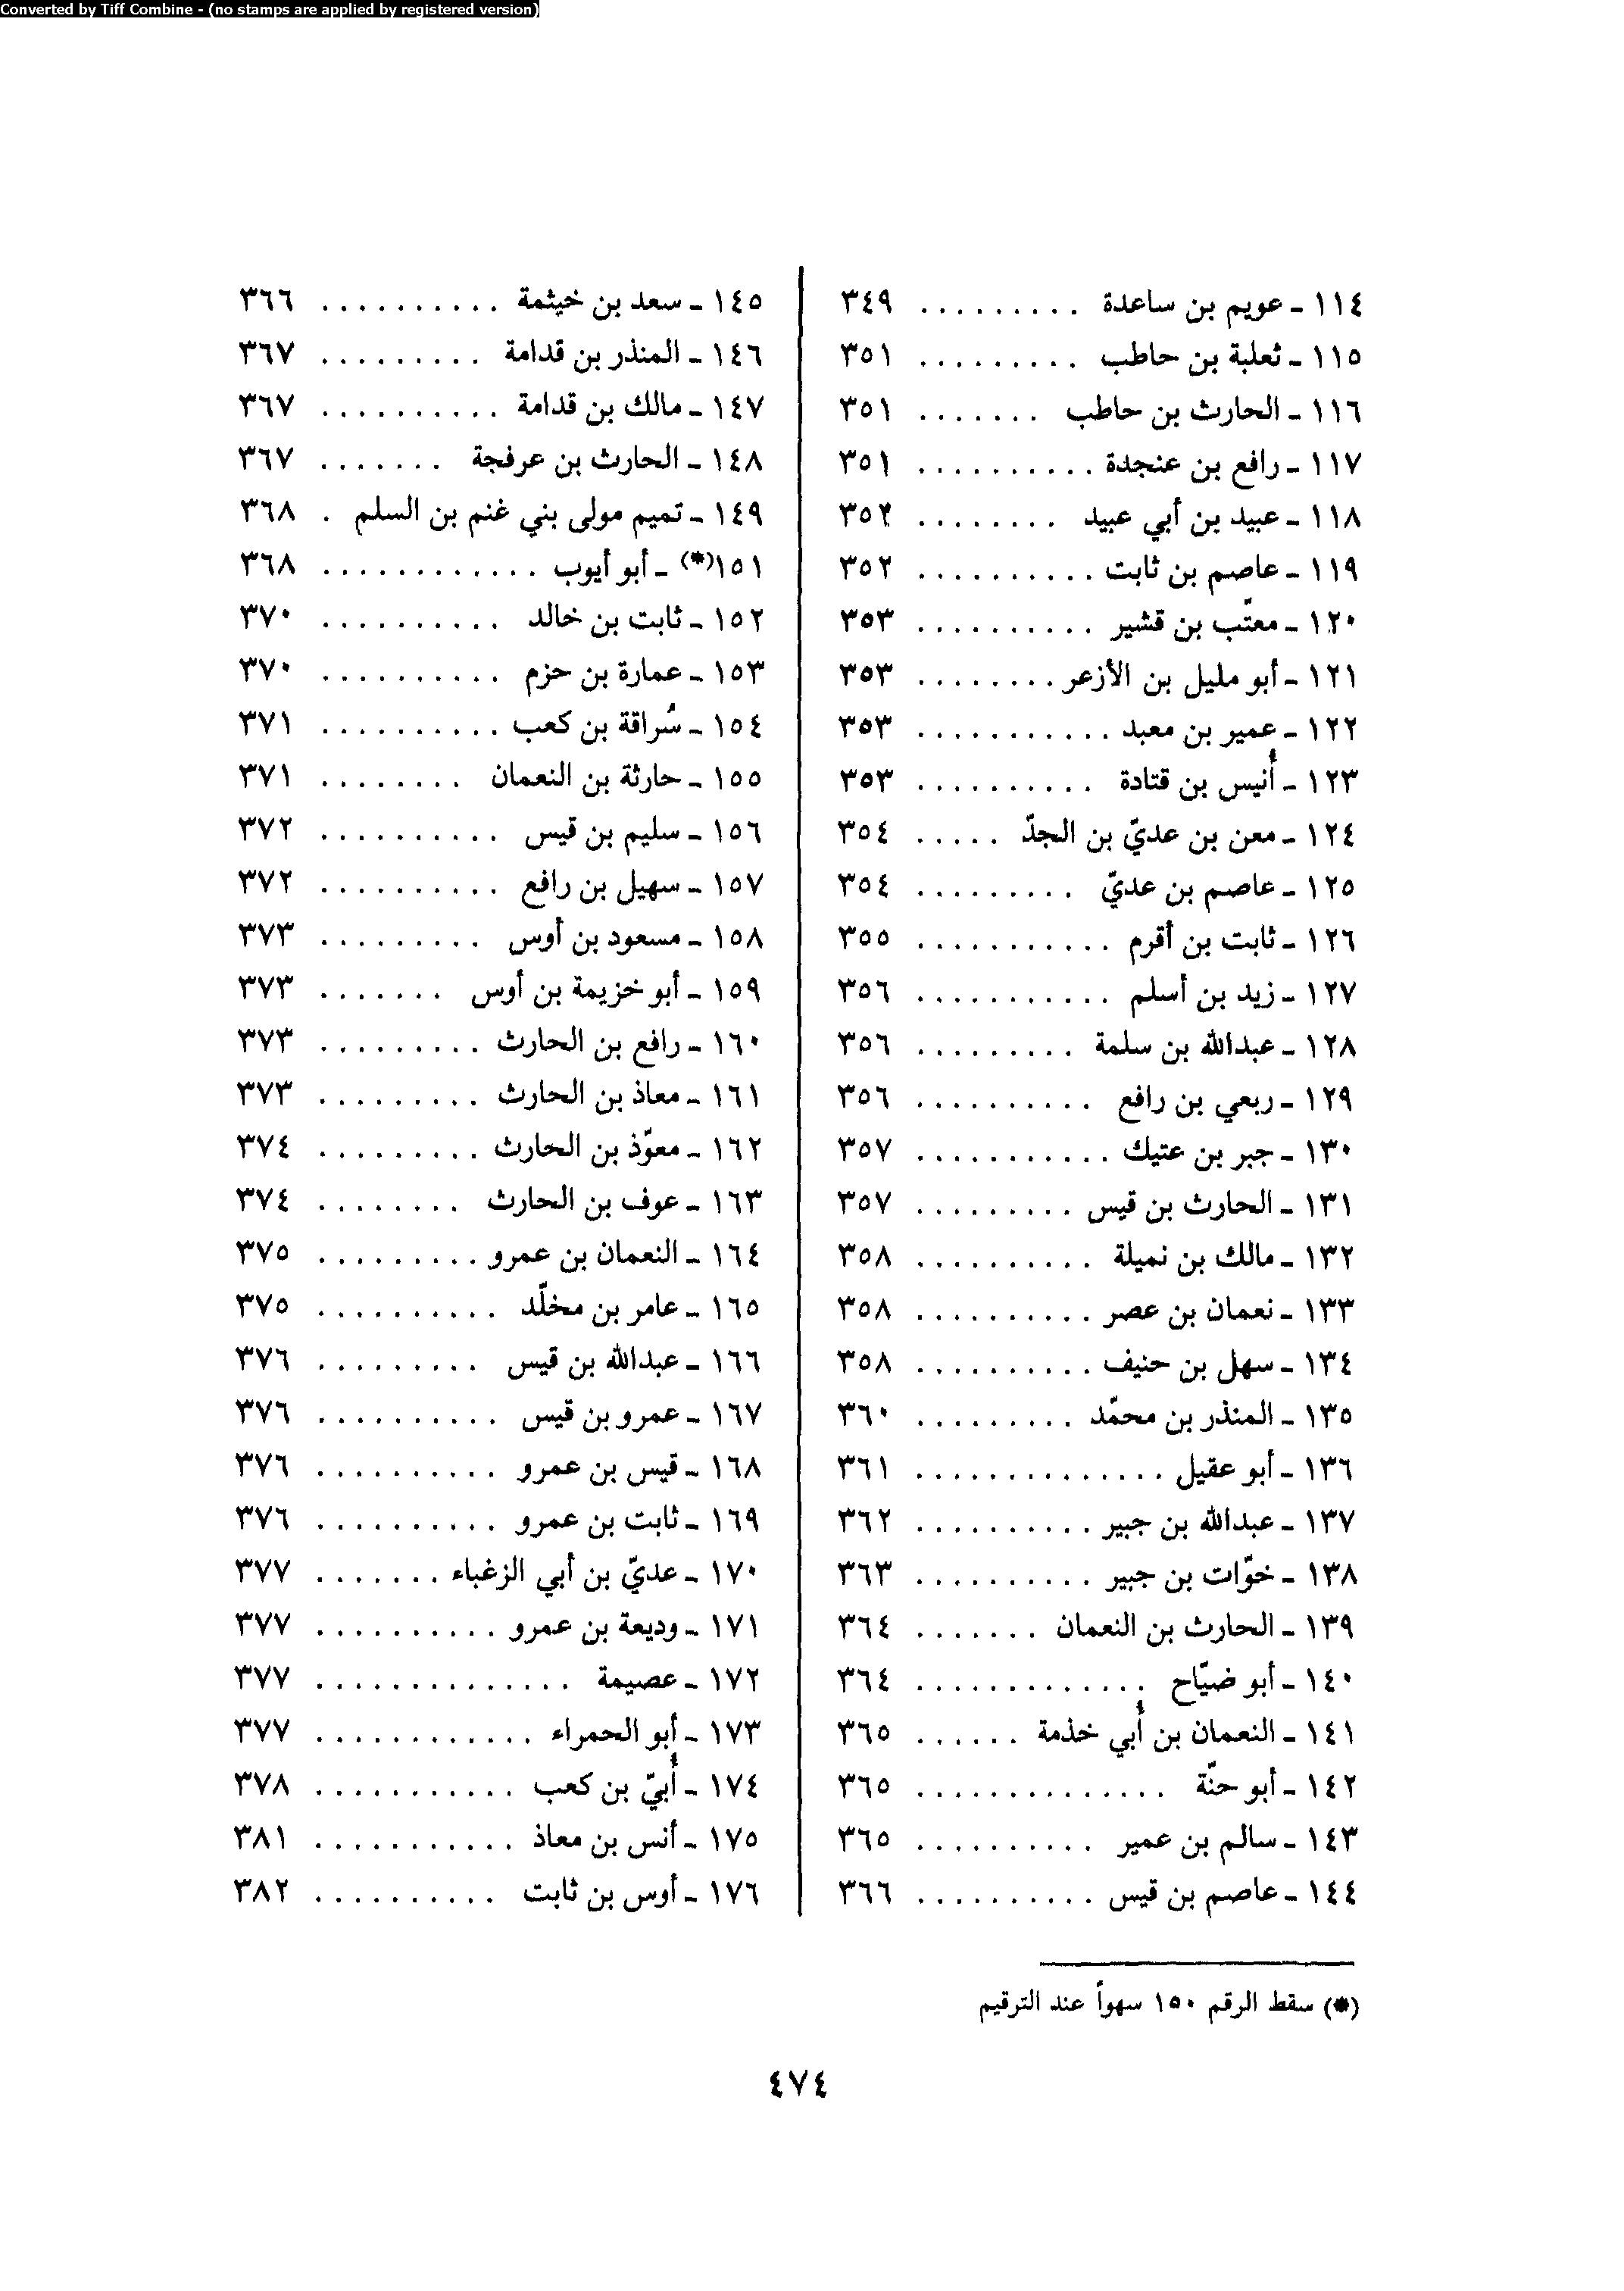 Converted by Tiff Combine - (no stamps are applied by registered version)
١١٤ - عويم بن ساعدة . . . . . . . . . ٣٤٩
١١٥ - ثعلبة بن حاطب . . . . . . . . . ٣٥١
١١٦ - الحارث بن حاطب . . . . . . . ٣٥١
١١٧ - رافع بن عنجدة . . . . . . . . . . ٣٥١
١١٨ - عبيد بن أبي عبيد . . . . . . . . ٣٥٢
١١٩ - عاصم بن ثابت . . . . . . . . . . ٣٥٢
١٢٠ - معتّب بن قشير . . . . . . . . . . ٣٥٣
١٢١ - أبو مليل بن الأزعر . . . . . . . . ٣٥٣
١٢٢ - عمير بن معبد . . . . . . . . . . . ٣٥٣
١٢٣ - أُنيس بن قتادة . . . . . . . . . . ٣٥٣
١٢٤ - معن بن عديّ بن الجدّ . . . . . ٣٥٤
١٢٥ - عاصم بن عديّ . . . . . . . . . ٣٥٤
١٢٦ - ثابت بن أقرم . . . . . . . . . . . ٣٥٥
١٢٧ - زيد بن أسلم . . . . . . . . . . . ٣٥٦
١٢٨ - عبدالله بن سلمة . . . . . . . . . ٣٥٦
١٢٩ - ربعي بن رافع . . . . . . . . . . ٣٥٦
١٣٠ - جبر بن عتيك . . . . . . . . . . . ٣٥٧
١٣١ - الحارث بن قيس . . . . . . . . . ٣٥٧
١٣٢ - مالك بن نميلة . . . . . . . . . . ٣٥٨
١٣٣ - نعمان بن عصر . . . . . . . . . . ٣٥٨
١٣٤ - سهل بن حنيف . . . . . . . . . . ٣٥٨
١٣٥ - المنذر بن محمّد . . . . . . . . . ٣٦٠
١٣٦ - أبو عقيل . . . . . . . . . . . . . . ٣٦١
١٣٧ - عبدالله بن جبير . . . . . . . . . . ٣٦٢
١٣٨ - خوّات بن جبير . . . . . . . . . . ٣٦٣
١٣٩ - الحارث بن النعمان . . . . . . . ٣٦٤
١٤٠ - أبو ضيّاح . . . . . . . . . . . . . ٣٦٤
١٤١ - النعمان بن أُبي خذمة . . . . . . ٣٦٥
١٤٢ - أبو حنّة . . . . . . . . . . . . . . ٣٦٥
١٤٣ - سالم بن عمير . . . . . . . . . . ٣٦٥
١٤٤ - عاصم بن قيس . . . . . . . . . . ٣٦٦
١٤٥ - سعد بن خيثمة . . . . . . . . . . ٣٦٦
١٤٦ - المنذر بن قدامة . . . . . . . . . ٣٦٧
١٤٧ - مالك بن قدامة . . . . . . . . . . ٣٦٧
١٤٨ - الحارث بن عرفجة . . . . . . . ٣٦٧
١٤٩ - تميم مولى بني غنم بن السلم . ٣٦٨
١٥١(*) - أبو أيوب . . . . . . . . . . . . ٣٦٨
١٥٢ - ثابت بن خالد . . . . . . . . . . ٣٧٠
١٥٣ - عمارة بن حزم . . . . . . . . . . ٣٧٠
١٥٤ - سُراقة بن كعب . . . . . . . . . . ٣٧١
١٥٥ - حارثة بن النعمان . . . . . . . . ٣٧١
١٥٦ - سليم بن قيس . . . . . . . . . . ٣٧٢
١٥٧ - سهيل بن رافع . . . . . . . . . . ٣٧٢
١٥٨ - مسعود بن أوس . . . . . . . . . ٣٧٣
١٥٩ - أبو خزيمة بن أوس . . . . . . . ٣٧٣
١٦٠ - رافع بن الحارث . . . . . . . . . ٣٧٣
١٦١ - معاذ بن الحارث . . . . . . . . . ٣٧٣
١٦٢ - معوّذ بن الحارث . . . . . . . . . ٣٧٤
١٦٣ - عوف بن الحارث . . . . . . . . ٣٧٤
١٦٤ - النعمان بن عمرو . . . . . . . . . ٣٧٥
١٦٥ - عامر بن مخلّد . . . . . . . . . . ٣٧٥
١٦٦ - عبدالله بن قيس . . . . . . . . . ٣٧٦
١٦٧ - عمرو بن قيس . . . . . . . . . . ٣٧٦
١٦٨ - قيس بن عمرو . . . . . . . . . . ٣٧٦
١٦٩ - ثابت بن عمرو . . . . . . . . . . ٣٧٦
١٧٠ - عديّ بن أبي الزغباء . . . . . . . ٣٧٧
١٧١ - وديعة بن عمرو . . . . . . . . . . ٣٧٧
١٧٢ - عصيمة . . . . . . . . . . . . . . ٣٧٧
١٧٣ - أبو الحمراء . . . . . . . . . . . . ٣٧٧
١٧٤ - أُبيّ بن كعب . . . . . . . . . . . ٣٧٨
١٧٥ - أنس بن معاذ . . . . . . . . . . . ٣٨١
١٧٦ - أوس بن ثابت . . . . . . . . . . ٣٨٢
(*) سقط الرقم ١٥٠ سهواً عند الترقيم
٤٧٤